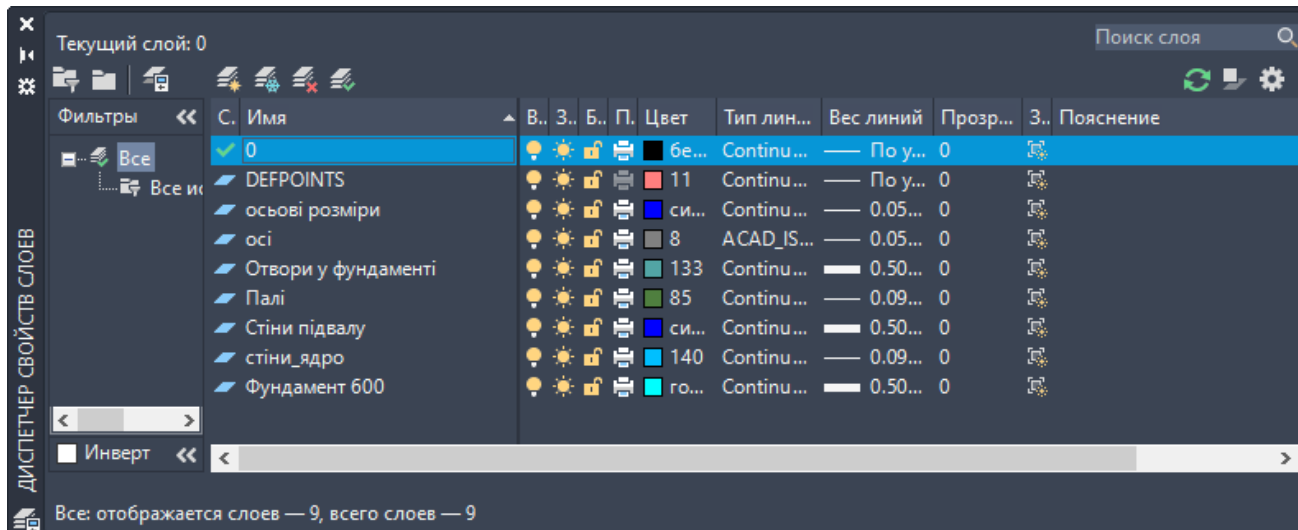 Текущий слой: 0
Поиск слоя
Фильтры
С. Имя В.. З.. Б.. П. Цвет Тип лин... Вес линий Прозр... З.. Пояснение
Все
Все ис
0 бе... Continu... По у... 0
DEFPOINTS 11 Continu... По у... 0
осьові розміри си... Continu... 0.05... 0
осі 8 ACAD_IS... 0.05... 0
Отвори у фундаменті 133 Continu... 0.50... 0
Палі 85 Continu... 0.09... 0
Стіни підвалу си... Continu... 0.50... 0
стіни_ядро 140 Continu... 0.09... 0
Фундамент 600 го... Continu... 0.50... 0
Инверт
Все: отображается слоев — 9, всего слоев — 9
ДИСПЕТЧЕР СВОЙСТВ СЛОЕВ